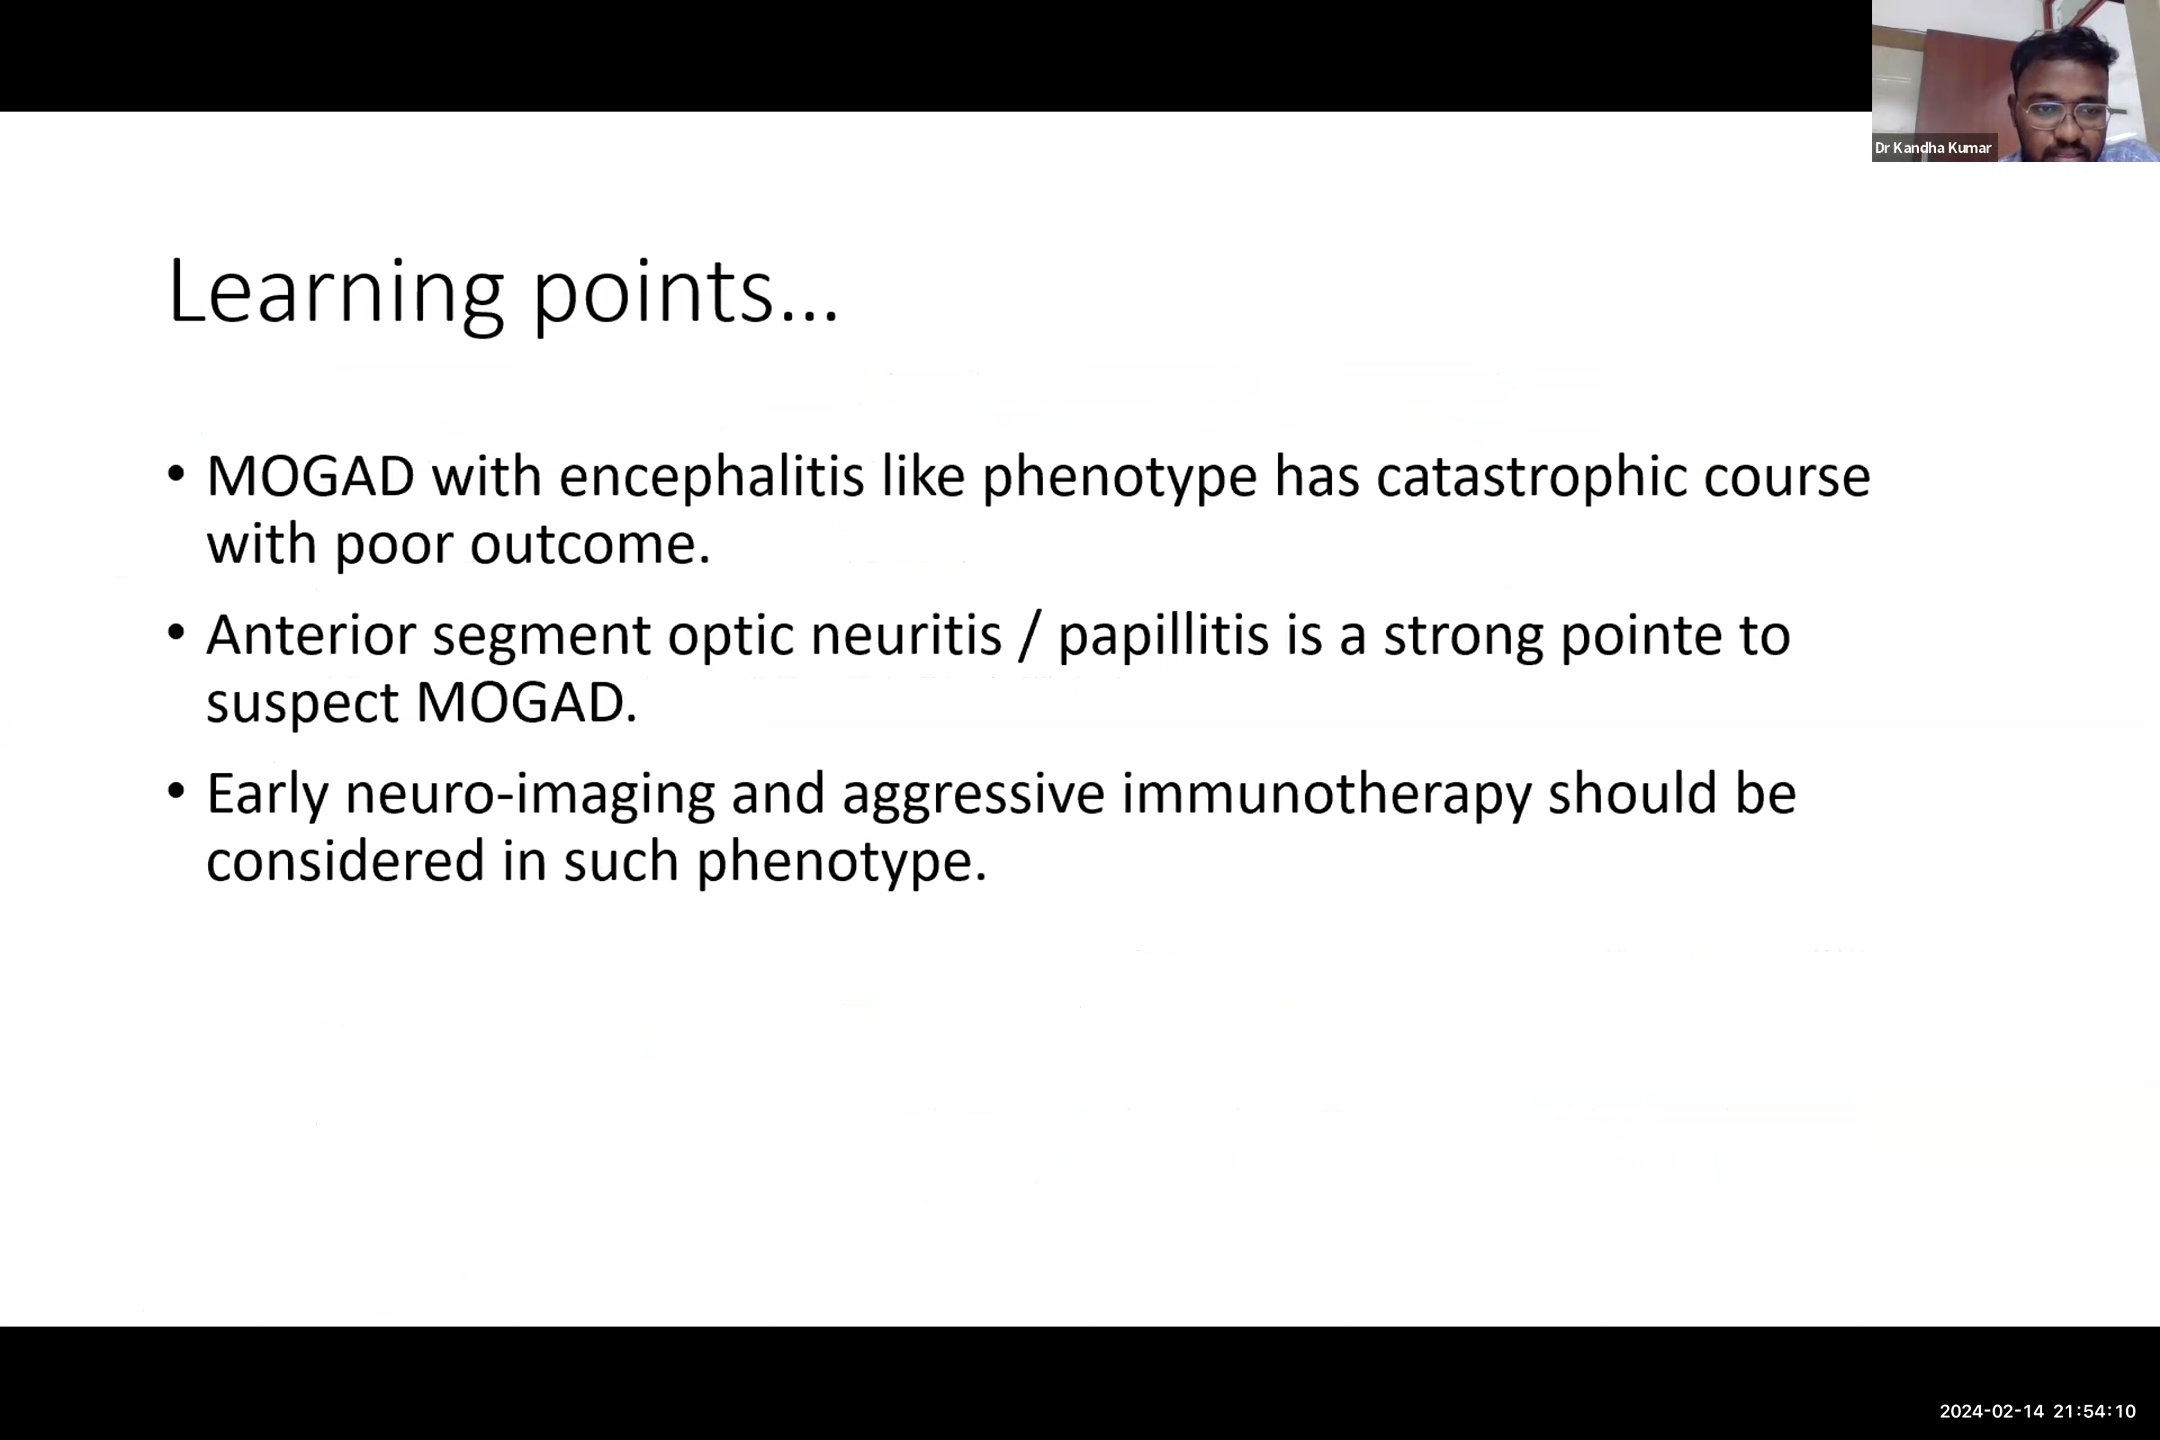 Dr Kandha Kumar
Learning points...
• MOGAD with encephalitis like phenotype has catastrophic course
with poor outcome.
• Anterior segment optic neuritis / papillitis is a strong pointe to
suspect MOGAD.
• Early neuro-imaging and aggressive immunotherapy should be
considered in such phenotype.
2024-02-14 21:54:10